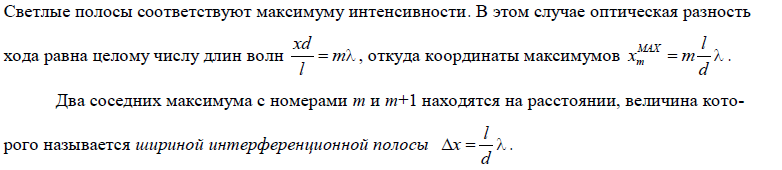 Светлые полосы соответствуют максимуму интенсивности. В этом случае оптическая разность
хода равна целому числу длин волн $\frac{xd}{l} = m\lambda$, откуда координаты максимумов $x_m^{MAX} = m\frac{l}{d}\lambda$.
Два соседних максимума с номерами m и m+1 находятся на расстоянии, величина кото-
рого называется шириной интерференционной полосы $\Delta x = \frac{l}{d}\lambda$.